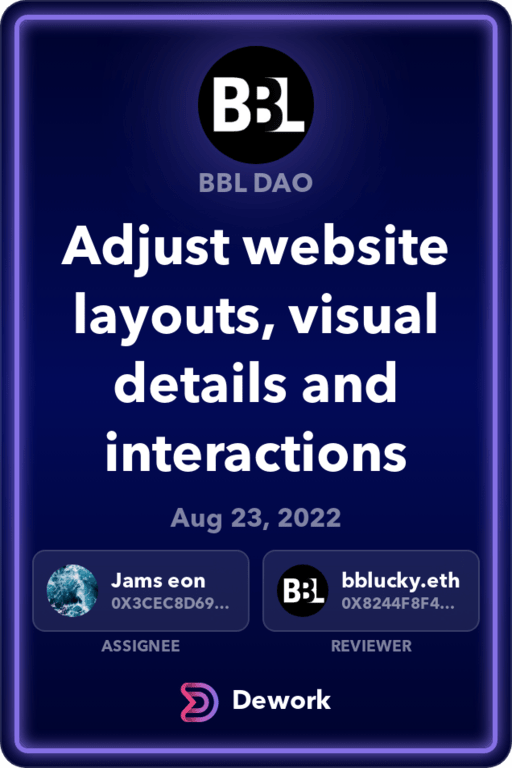 BBL
BBL DAO
Adjust website
layouts, visual
details and
interactions
Aug 23, 2022
Jams eon
0X3CEC8D69...
ASSIGNEE
BBL
bblucky.eth
0X8244F8F4...
REVIEWER
Dework